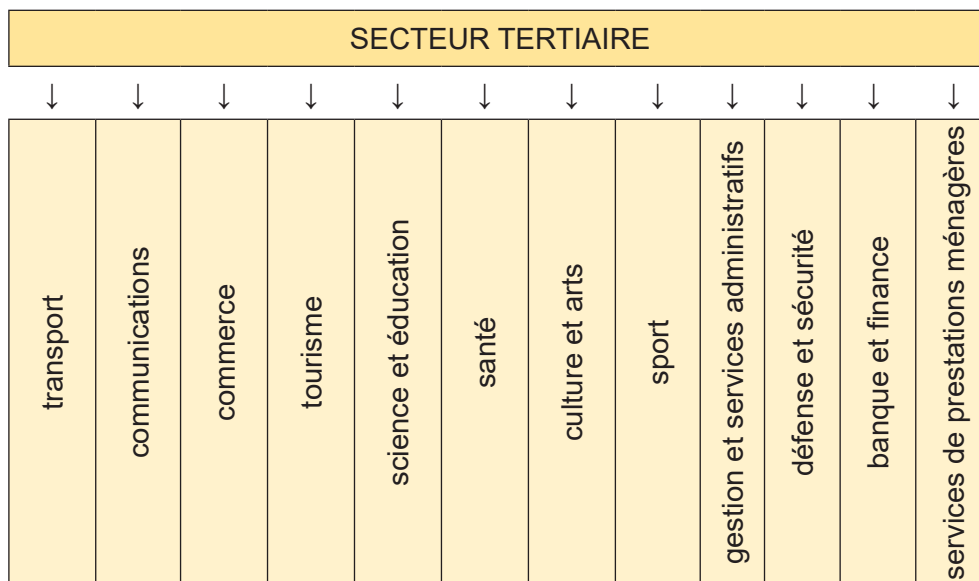 SECTEUR TERTIAIRE
↓ ↓ ↓ ↓ ↓ ↓ ↓ ↓ ↓ ↓ ↓ ↓
transport
communications
commerce
tourisme
science et éducation
santé
culture et arts
sport
gestion et services administratifs
défense et sécurité
banque et finance
services de prestations ménagères